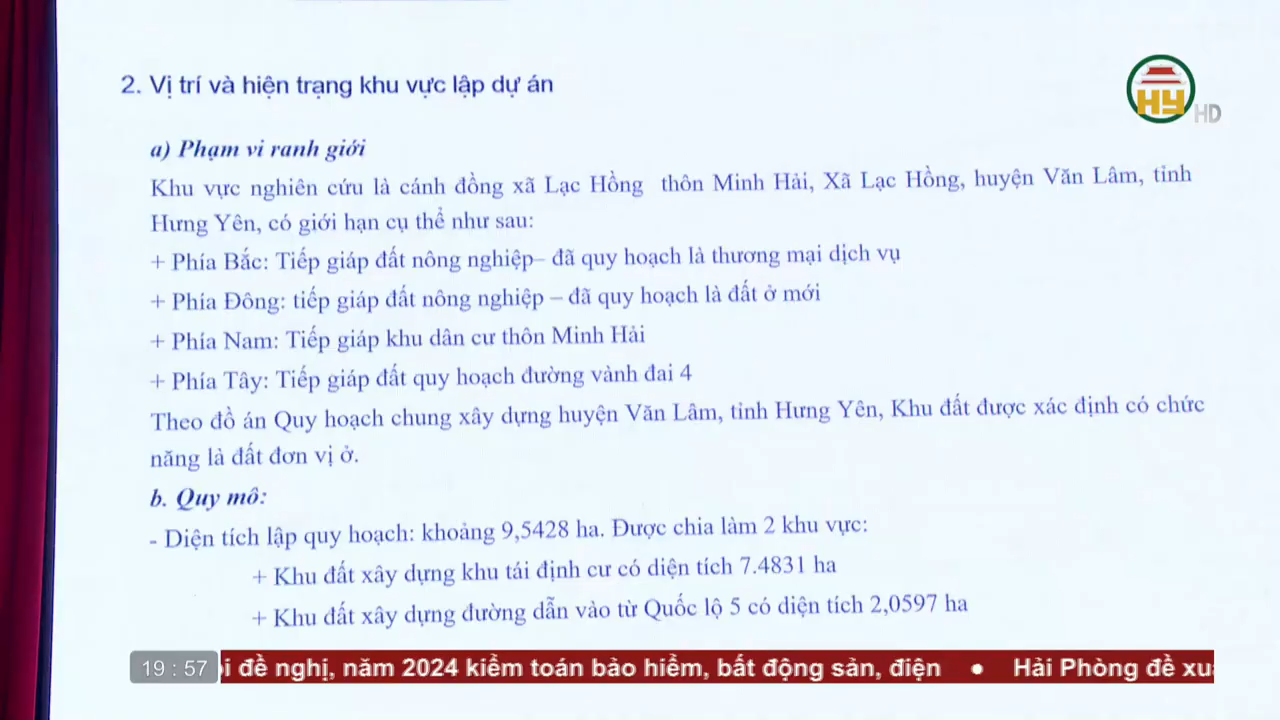 2. Vị trí và hiện trạng khu vực lập dự án
HY HD
a) Phạm vi ranh giới
Khu vực nghiên cứu là cánh đồng xã Lạc Hồng thôn Minh Hải, Xã Lạc Hồng, huyện Văn Lâm, tỉnh
Hưng Yên, có giới hạn cụ thể như sau:
+ Phía Bắc: Tiếp giáp đất nông nghiệp– đã quy hoạch là thương mại dịch vụ
+ Phía Đông: tiếp giáp đất nông nghiệp – đã quy hoạch là đất ở mới
+ Phía Nam: Tiếp giáp khu dân cư thôn Minh Hải
+ Phía Tây: Tiếp giáp đất quy hoạch đường vành đai 4
Theo đồ án Quy hoạch chung xây dựng huyện Văn Lâm, tỉnh Hưng Yên, Khu đất được xác định có chức
năng là đất đơn vị ở.
b. Quy mô:
- Diện tích lập quy hoạch: khoảng 9,5428 ha. Được chia làm 2 khu vực:
+ Khu đất xây dựng khu tái định cư có diện tích 7.4831 ha
+ Khu đất xây dựng đường dẫn vào từ Quốc lộ 5 có diện tích 2,0597 ha
19 : 57 đề nghị, năm 2024 kiểm toán bảo hiểm, bất động sản, điện • Hải Phòng đề